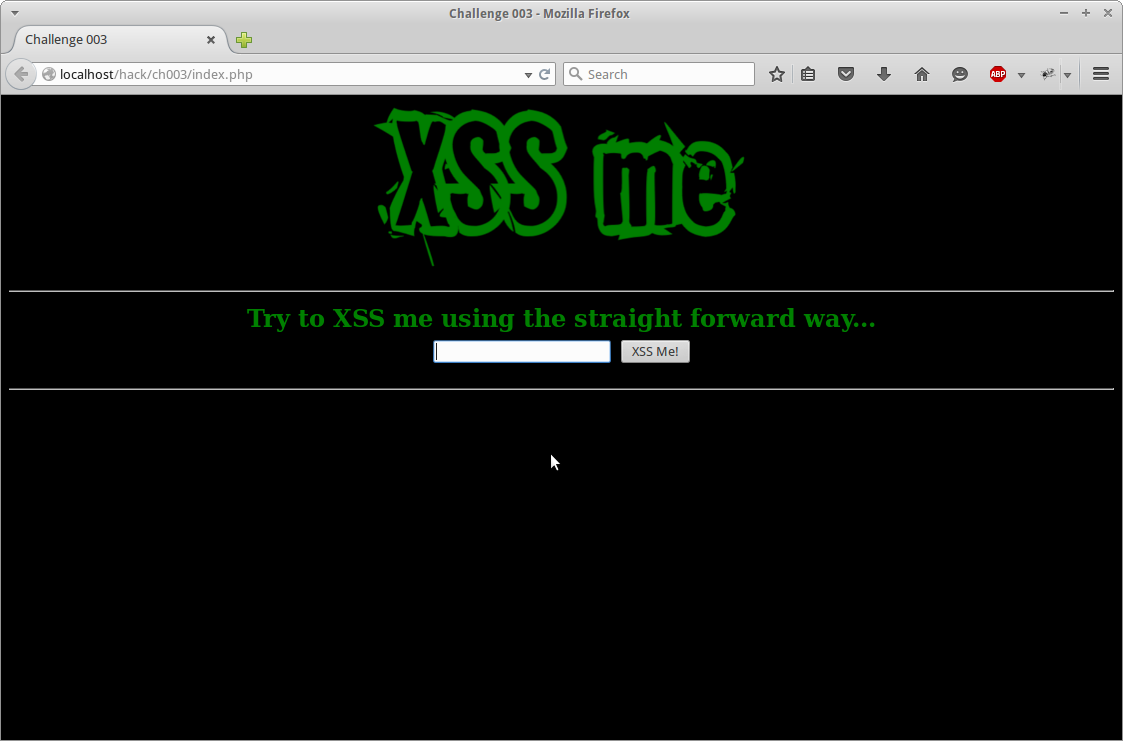 Challenge 003 - Mozilla Firefox
Challenge 003
localhost/hack/ch003/index.php
Search
ABP
XSS me
Try to XSS me using the straight forward way...
XSS Me!